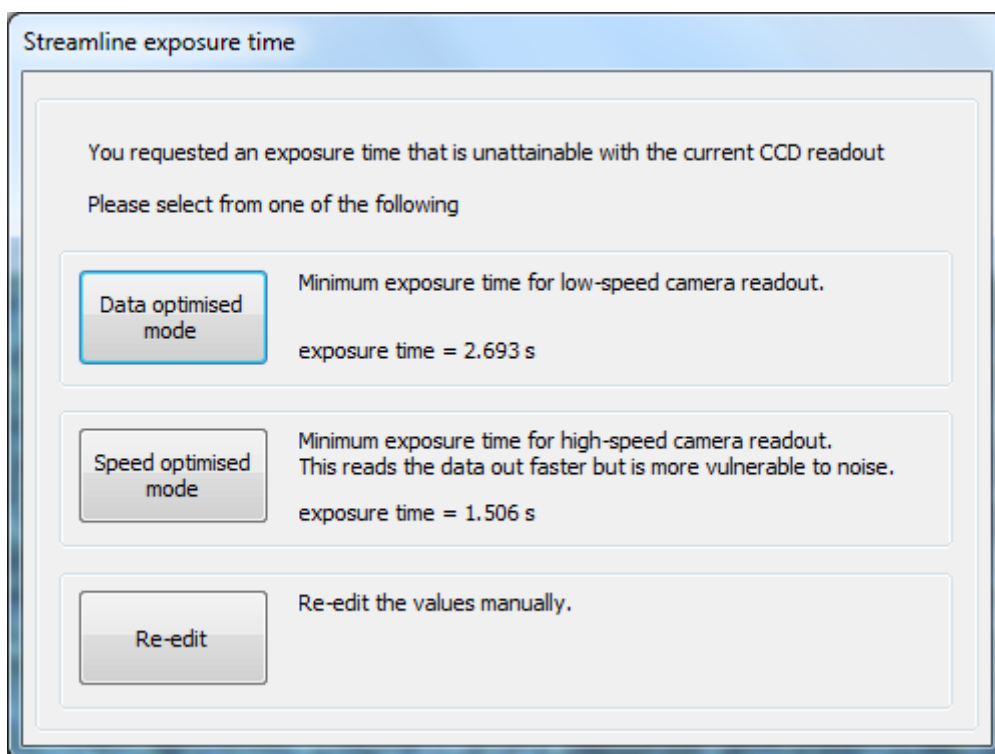 Streamline exposure time
You requested an exposure time that is unattainable with the current CCD readout
Please select from one of the following
Data optimised
mode
Minimum exposure time for low-speed camera readout.
exposure time = 2.693 s
Speed optimised
mode
Minimum exposure time for high-speed camera readout.
This reads the data out faster but is more vulnerable to noise.
exposure time = 1.506 s
Re-edit
Re-edit the values manually.